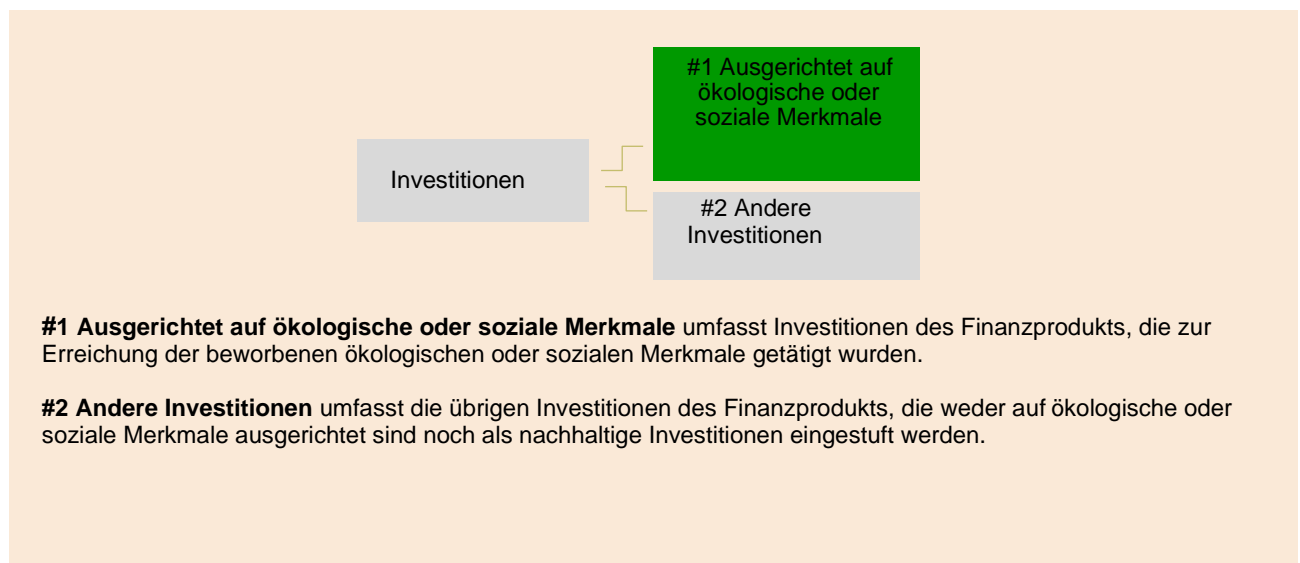 #1 Ausgerichtet auf
ökologische oder
soziale Merkmale
Investitionen
#2 Andere
Investitionen
#1 Ausgerichtet auf ökologische oder soziale Merkmale umfasst Investitionen des Finanzprodukts, die zur
Erreichung der beworbenen ökologischen oder sozialen Merkmale getätigt wurden.
#2 Andere Investitionen umfasst die übrigen Investitionen des Finanzprodukts, die weder auf ökologische oder
soziale Merkmale ausgerichtet sind noch als nachhaltige Investitionen eingestuft werden.